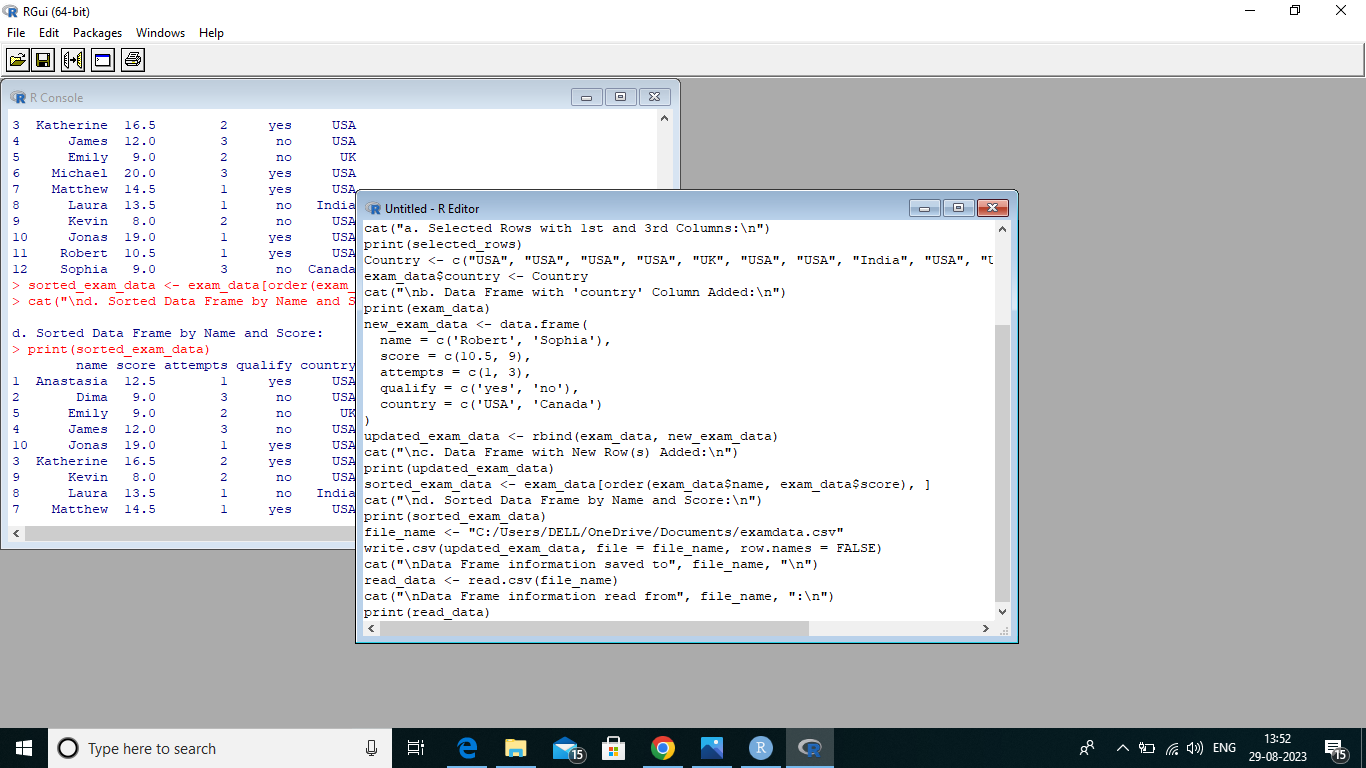 RGui (64-bit)
File Edit Packages Windows Help
R Console
3 Katherine 16.5 2 yes USA
4 James 12.0 3 no USA
5 Emily 9.0 2 no UK
6 Michael 20.0 3 yes USA
7 Matthew 14.5 1 yes USA
8 Laura 13.5 1 no India
9 Kevin 8.0 2 no USA
10 Jonas 19.0 1 yes USA
11 Robert 10.5 1 yes USA
12 Sophia 9.0 3 no Canada
> sorted_exam_data <- exam_data[order(exam_
> cat("\nd. Sorted Data Frame by Name and S
d. Sorted Data Frame by Name and Score:
> print(sorted_exam_data)
name score attempts qualify country
1 Anastasia 12.5 1 yes USA
2 Dima 9.0 3 no USA
5 Emily 9.0 2 no UK
4 James 12.0 3 no USA
10 Jonas 19.0 1 yes USA
3 Katherine 16.5 2 yes USA
9 Kevin 8.0 2 no USA
8 Laura 13.5 1 no India
7 Matthew 14.5 1 yes USA
Untitled - R Editor
cat("a. Selected Rows with 1st and 3rd Columns:\n")
print(selected_rows)
Country <- c("USA", "USA", "USA", "USA", "UK", "USA", "USA", "India", "USA", "U
exam_data$country <- Country
cat("\nb. Data Frame with 'country' Column Added:\n")
print(exam_data)
new_exam_data <- data.frame(
name = c('Robert', 'Sophia'),
score = c(10.5, 9),
attempts = c(1, 3),
qualify = c('yes', 'no'),
country = c('USA', 'Canada')
)
updated_exam_data <- rbind(exam_data, new_exam_data)
cat("\nc. Data Frame with New Row(s) Added:\n")
print(updated_exam_data)
sorted_exam_data <- exam_data[order(exam_data$name, exam_data$score), ]
cat("\nd. Sorted Data Frame by Name and Score:\n")
print(sorted_exam_data)
file_name <- "C:/Users/DELL/OneDrive/Documents/examdata.csv"
write.csv(updated_exam_data, file = file_name, row.names = FALSE)
cat("\nData Frame information saved to", file_name, "\n")
read_data <- read.csv(file_name)
cat("\nData Frame information read from", file_name, ":\n")
print(read_data)
Type here to search
15
R
R
ENG
13:52
29-08-2023
15